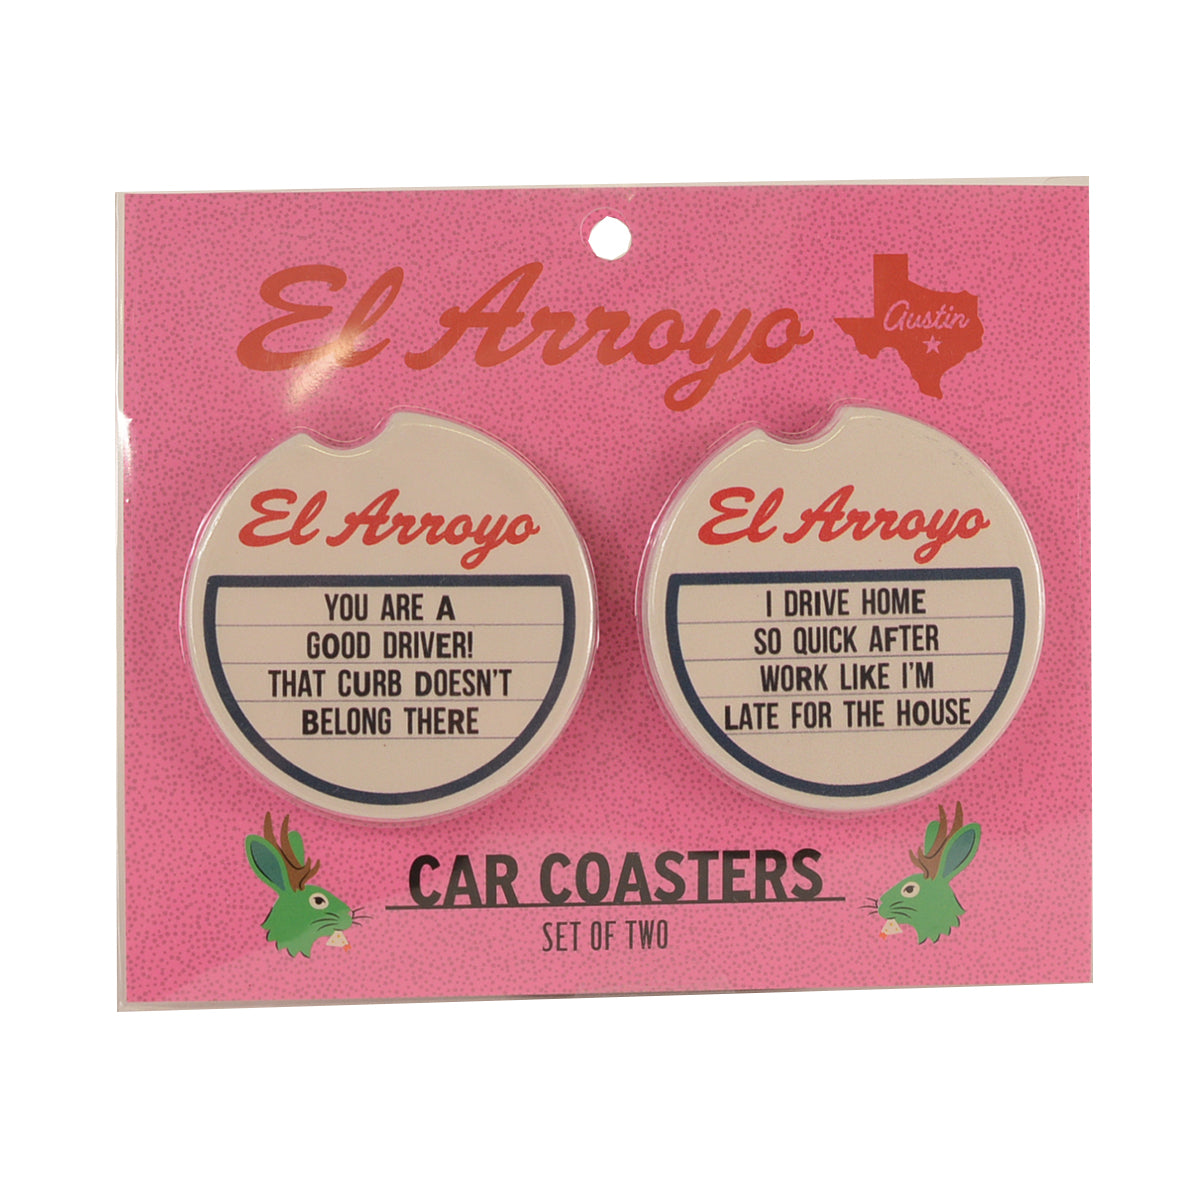 El Arroyo
Austin
El Arroyo
YOU ARE A
GOOD DRIVER!
THAT CURB DOESN'T
BELONG THERE
El Arroyo
I DRIVE HOME
SO QUICK AFTER
WORK LIKE I'M
LATE FOR THE HOUSE
CAR COASTERS
SET OF TWO